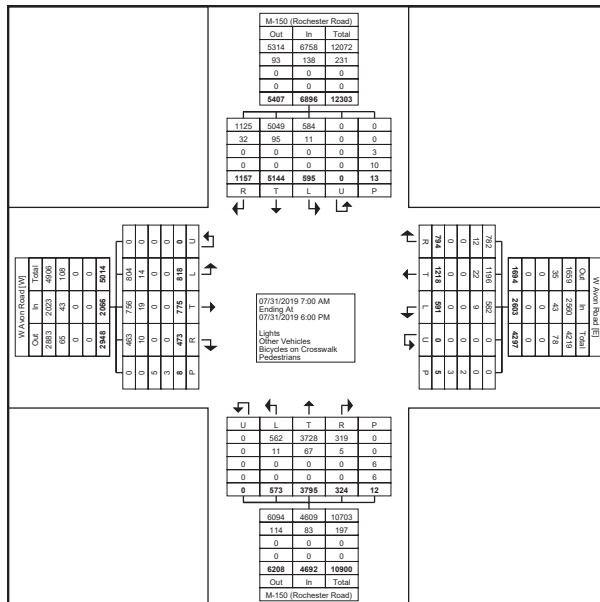 M-150 (Rochester Road)
Out In Total
5314 6758 12072
93 138 231
0 0 0
0 0 0
5407 6896 12303
1125 5049 584 0 0
32 95 11 0 0
0 0 0 0 3
0 0 0 0 10
1157 5144 595 0 13
R T L U P
W Avon Road [W]
Out In Total
2883 2023 4906
65 43 108
0 0 0
0 0 0
2948 2066 5014
0 463 756 804 0
0 10 19 14 0
5 0 0 0 0
3 0 0 0 0
8 473 775 818 0
P R T L U
07/31/2019 7:00 AM
Ending At
07/31/2019 6:00 PM
Lights
Other Vehicles
Bicycles on Crosswalk
Pedestrians
W Avon Road [E]
Out In Total
1659 2560 4219
35 43 78
0 0 0
0 0 0
1694 2603 4297
782 1196 582 0 0
12 22 9 0 0
0 0 0 0 2
0 0 0 0 3
794 1218 591 0 5
R T L U P
U L T R P
0 562 3728 319 0
0 11 67 5 0
0 0 0 0 6
0 0 0 0 6
0 573 3795 324 12
6094 4609 10703
114 83 197
0 0 0
0 0 0
6208 4692 10900
Out In Total
M-150 (Rochester Road)